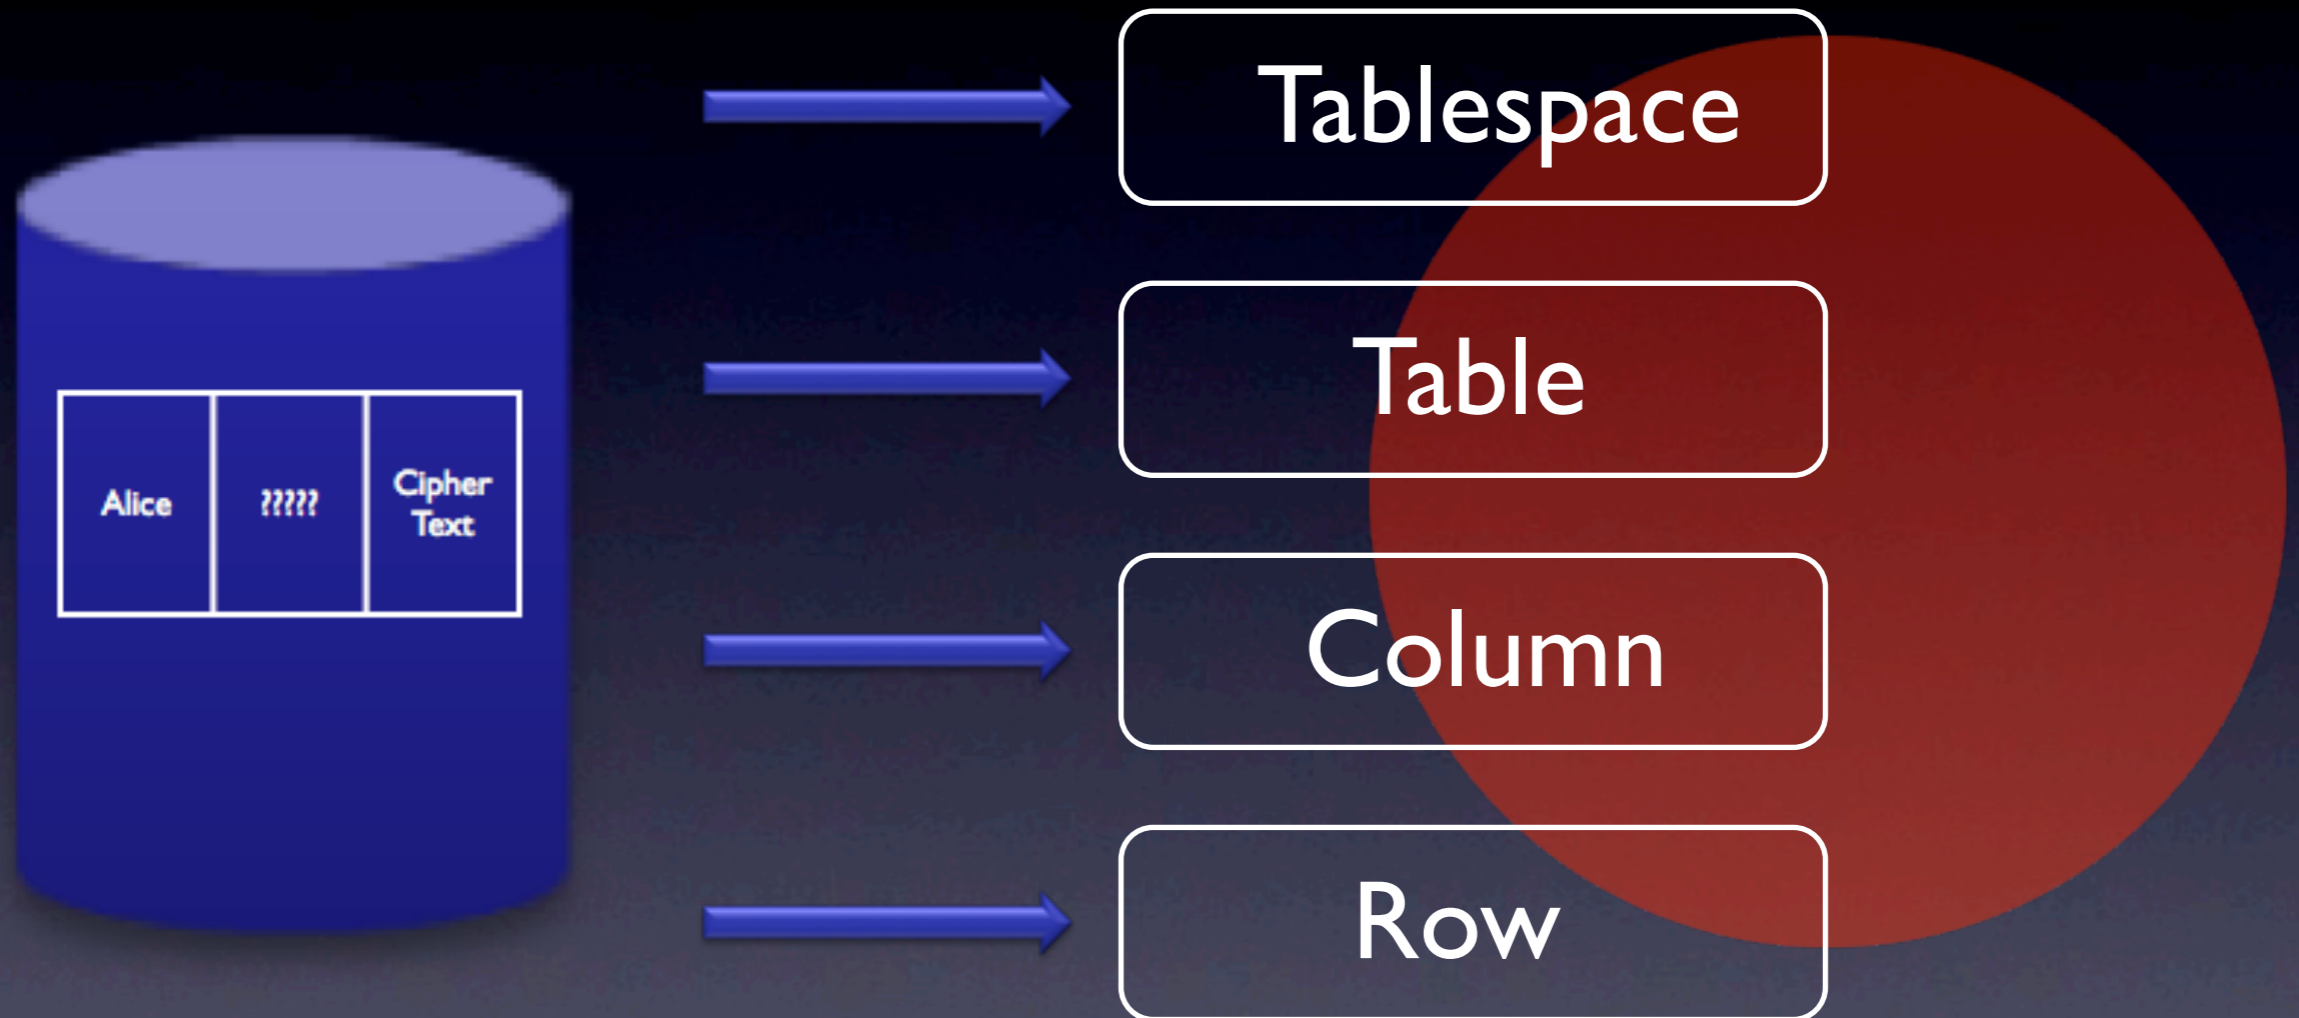 Tablespace
Table
Alice
?????
Cipher
Text
Column
Row